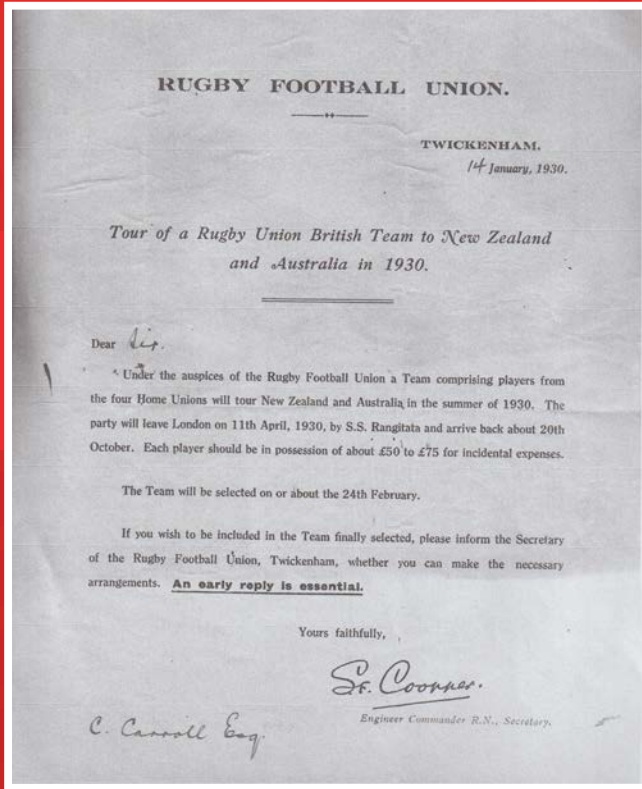 RUGBY FOOTBALL UNION.
TWICKENHAM.
14 January, 1930.
Tour of a Rugby Union British Team to New Zealand
and Australia in 1930.
Dear Sir.
Under the auspices of the Rugby Football Union a Team comprising players from
the four Home Unions will tour New Zealand and Australia in the summer of 1930. The
party will leave London on 11th April, 1930, by S.S. Rangitata and arrive back about 20th
October. Each player should be in possession of about £50 to £75 for incidental expenses.
The Team will be selected on or about the 24th February.
If you wish to be included in the Team finally selected, please inform the Secretary
of the Rugby Football Union, Twickenham, whether you can make the necessary
arrangements. An early reply is essential.
Yours faithfully,
S.F. Coopper.
Engineer Commander R.N., Secretary.
C. Carroll Esq.